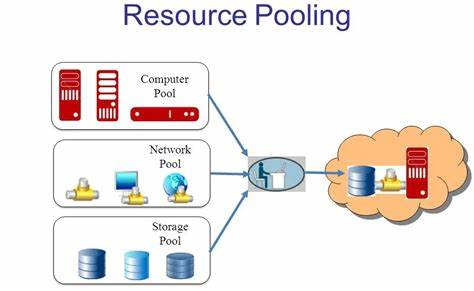 Resource Pooling
Computer
Pool
Network
Pool
Storage
Pool